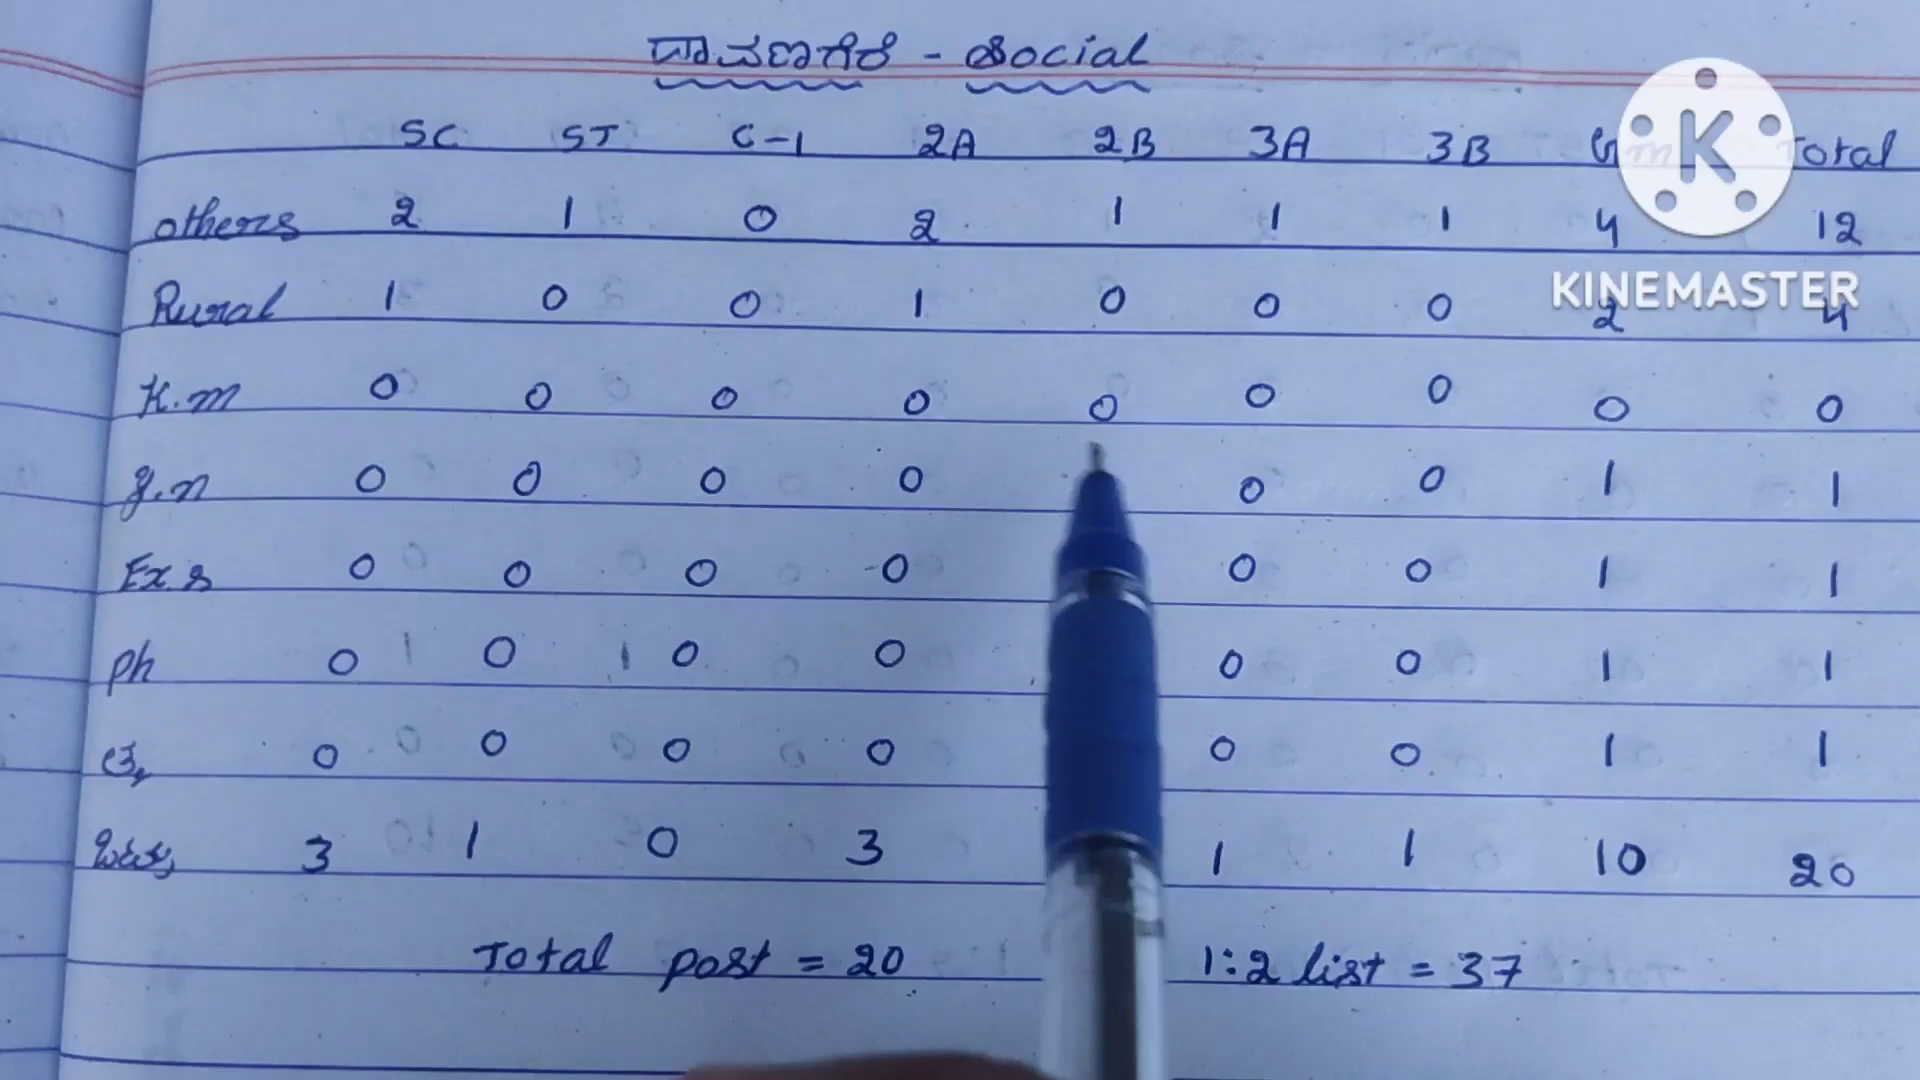 ದಾವಣಗೆರೆ - Social
SC ST C-1 2A 2B 3A 3B Gm Total
others 2 1 0 2 1 1 1 4 12
Rural 1 0 0 1 0 0 0 2 4
K.m 0 0 0 0 0 0 0 0 0
0 0 0 0 0 0 1 1
Ex.s 0 0 0 0 0 0 1 1
ph 0 0 0 0 0 0 1 1
0 0 0 0 0 0 1 1
ಒಟ್ಟು 3 1 0 3 1 1 10 20
Total post = 20 1:2 list = 37
K
KINEMASTER